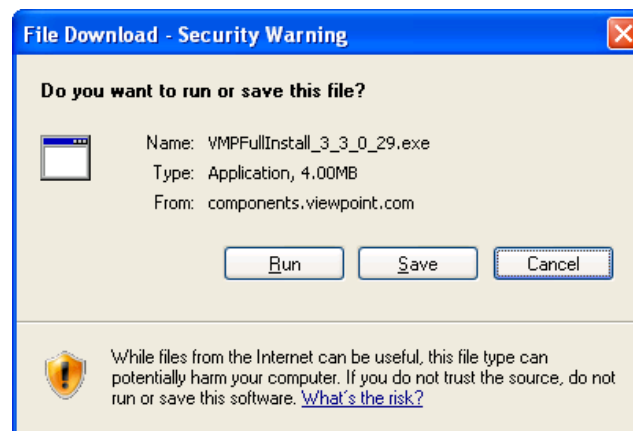 File Download - Security Warning
Do you want to run or save this file?
Name: VMPFullInstall_3_3_0_29.exe
Type: Application, 4.00MB
From: components.viewpoint.com
Run Save Cancel
While files from the Internet can be useful, this file type can
potentially harm your computer. If you do not trust the source, do not
run or save this software. What's the risk?